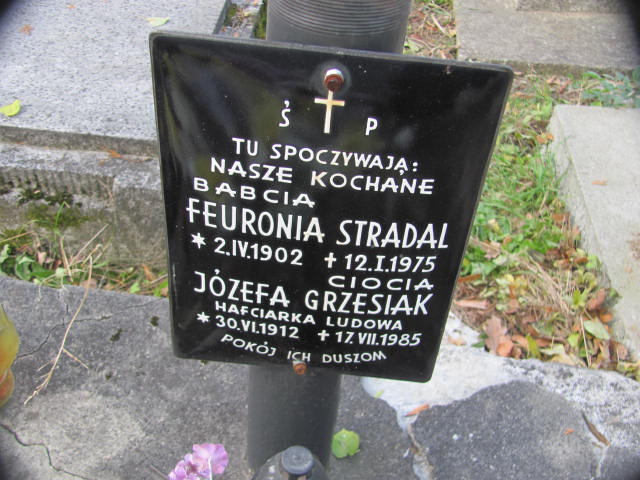 Ś P
TU SPOCZYWAJĄ:
NASZE KOCHANE
BABCIA
FEURONIA STRADAL
* 2.IV.1902 + 12.I.1975
CIOCIA
JÓZEFA GRZESIAK
HAFCIARKA LUDOWA
* 30.VI.1912 + 17.VII.1985
POKÓJ ICH DUSZOM